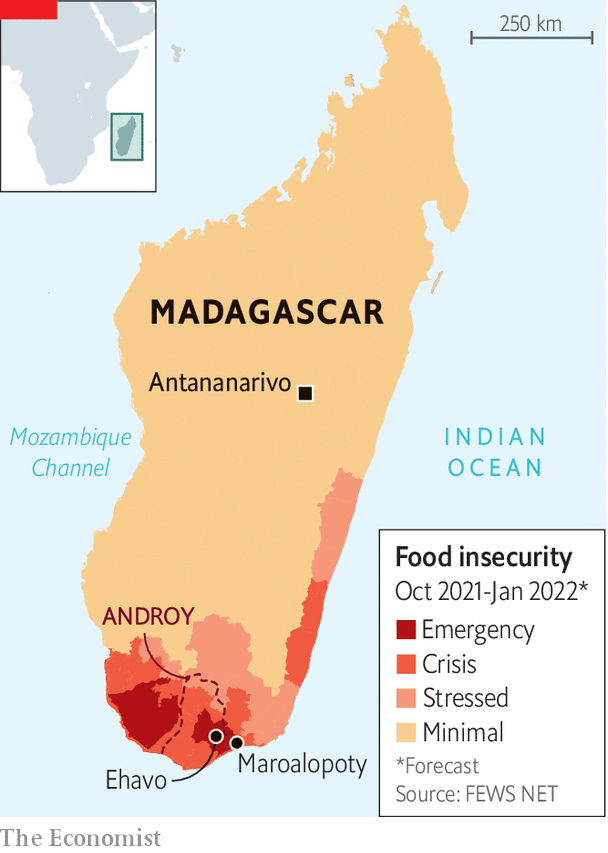 250 km
MADAGASCAR
Antananarivo
Mozambique
Channel
INDIAN
OCEAN
ANDROY
Ehavo
Maroalopoty
Food insecurity
Oct 2021-Jan 2022*
Emergency
Crisis
Stressed
Minimal
*Forecast
Source: FEWS NET
The Economist